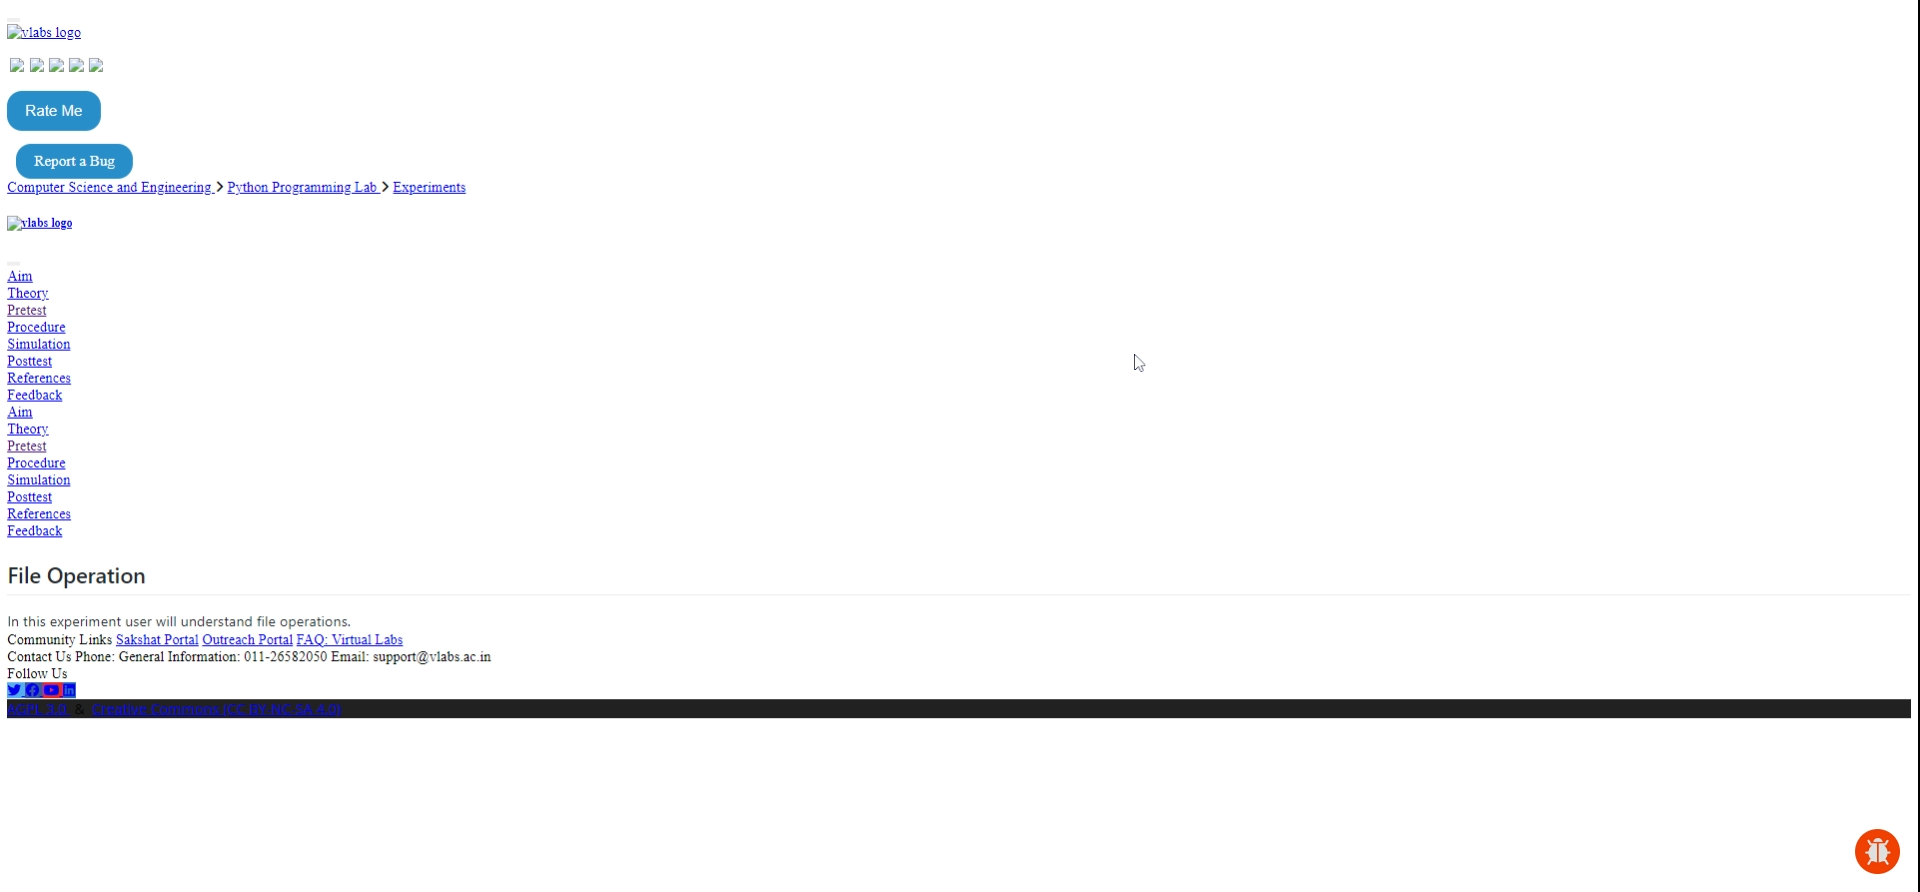 vlabs logo
Rate Me
Report a Bug
Computer Science and Engineering Python Programming Lab Experiments
vlabs logo
Aim
Theory
Pretest
Procedure
Simulation
Posttest
References
Feedback
Aim
Theory
Pretest
Procedure
Simulation
Posttest
References
Feedback
File Operation
In this experiment user will understand file operations.
Community Links Sakshat Portal Outreach Portal FAQ: Virtual Labs
Contact Us Phone: General Information: 011-26582050 Email: support@vlabs.ac.in
Follow Us
AGPL 3.0 & Creative Commons (CC BY-NC-SA 4.0)